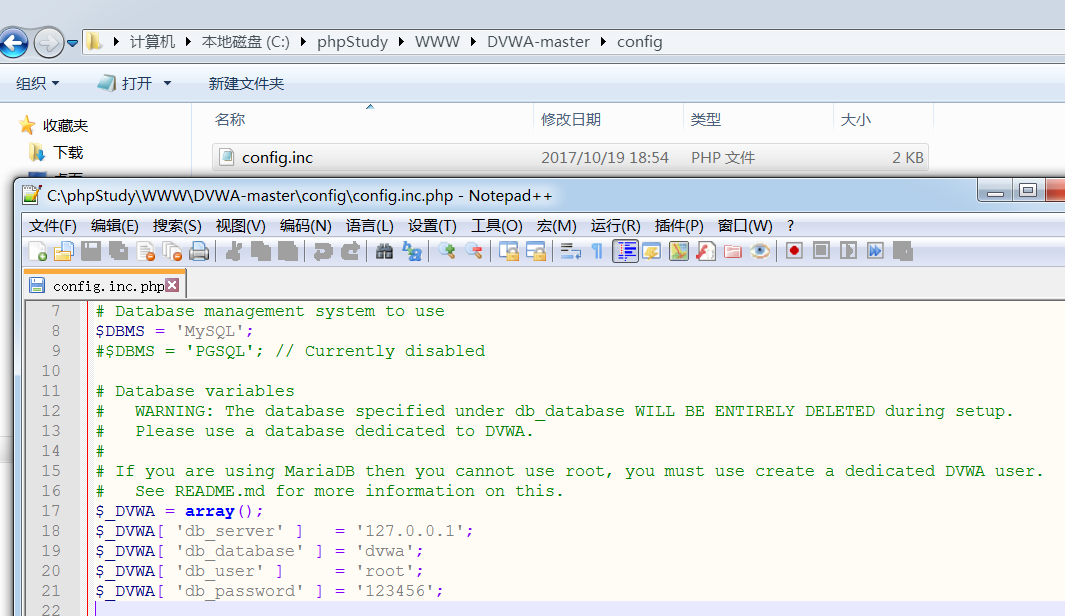 计算机 本地磁盘 (C:) phpStudy WWW DVWA-master config
组织 打开 新建文件夹
收藏夹
下载
名称 修改日期 类型 大小
config.inc 2017/10/19 18:54 PHP 文件 2 KB
C:\phpStudy\WWW\DVWA-master\config\config.inc.php - Notepad++
文件(F) 编辑(E) 搜索(S) 视图(V) 编码(N) 语言(L) 设置(T) 工具(O) 宏(M) 运行(R) 插件(P) 窗口(W) ?
config.inc.php
7 # Database management system to use
8 $DBMS = 'MySQL';
9 #$DBMS = 'PGSQL'; // Currently disabled
10
11 # Database variables
12 #   WARNING: The database specified under db_database WILL BE ENTIRELY DELETED during setup.
13 #   Please use a database dedicated to DVWA.
14 #
15 # If you are using MariaDB then you cannot use root, you must use create a dedicated DVWA user.
16 #   See README.md for more information on this.
17 $_DVWA = array();
18 $_DVWA[ 'db_server' ]   = '127.0.0.1';
19 $_DVWA[ 'db_database' ] = 'dvwa';
20 $_DVWA[ 'db_user' ]     = 'root';
21 $_DVWA[ 'db_password' ] = '123456';
22